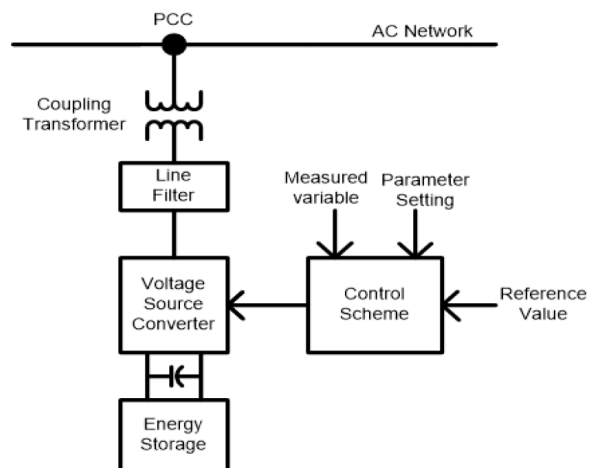 PCC
AC Network
Coupling
Transformer
Line
Filter
Measured
variable
Parameter
Setting
Voltage
Source
Converter
Control
Scheme
Reference
Value
Energy
Storage